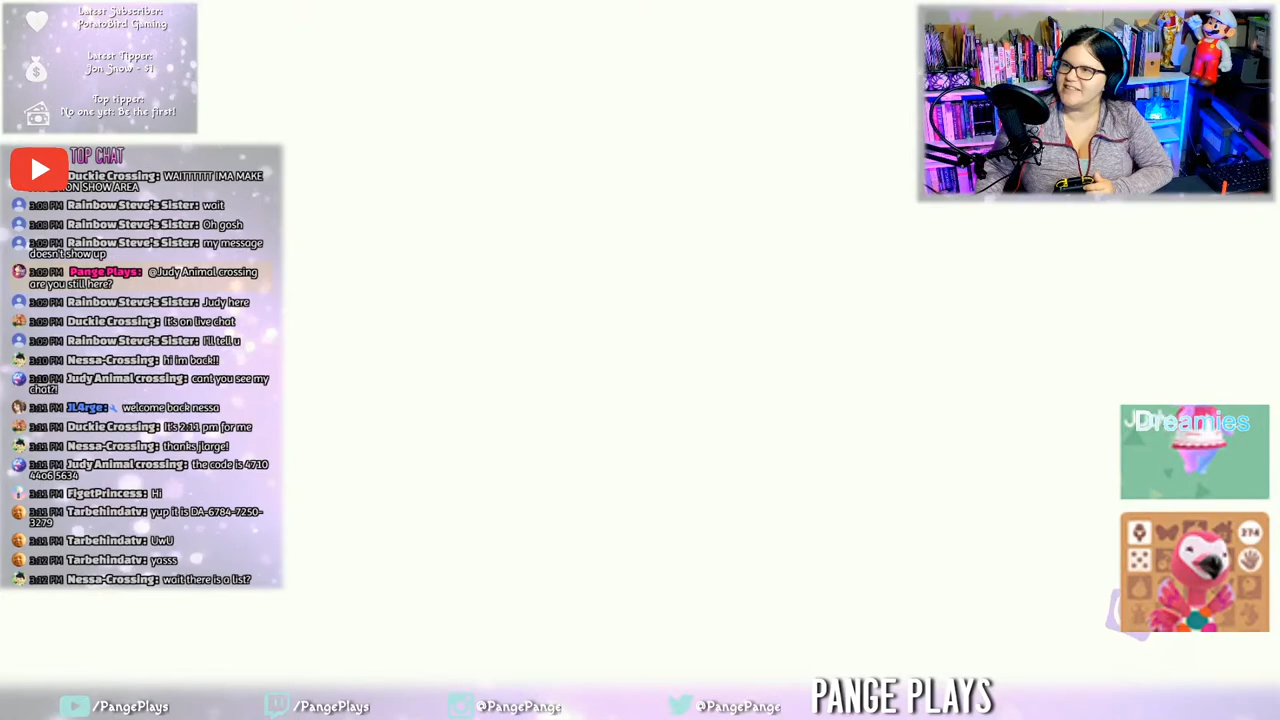 Latest Subscriber:
PotatoBird Gaming
Latest Tipper:
Jon Snow - $1
Top tipper:
No one yet: Be the first!
TOP CHAT
Duckie Crossing: WAITTTTTT IMA MAKE
SHOW AREA
3:08 PM Rainbow Steve's Sister: wait
3:08 PM Rainbow Steve's Sister: Oh gosh
3:09 PM Rainbow Steve's Sister: my message
doesn't show up
3:09 PM Pange Plays: @Judy Animal crossing
are you still here?
3:09 PM Rainbow Steve's Sister: Judy here
3:09 PM Duckie Crossing: It's on live chat
3:09 PM Rainbow Steve's Sister: I'll tell u
3:10 PM Nessa-Crossing: hi im back!!
3:10 PM Judy Animal crossing: cant you see my
chat?!
3:11 PM JL4rge: welcome back nessa
3:11 PM Duckie Crossing: It's 2:11 pm for me
3:11 PM Nessa-Crossing: thanks jlarge!
3:11 PM Judy Animal crossing: the code is 4710
4406 5634
3:11 PM FigetPrincess: Hi
3:11 PM Tarbehindatv: yup it is DA-6784-7250-
3279
3:11 PM Tarbehindatv: UwU
3:12 PM Tarbehindatv: yasss
3:12 PM Nessa-Crossing: wait there is a list?
Dreamies
374
/PangePlays
/PangePlays
@PangePange
@PangePange
PANGE PLAYS